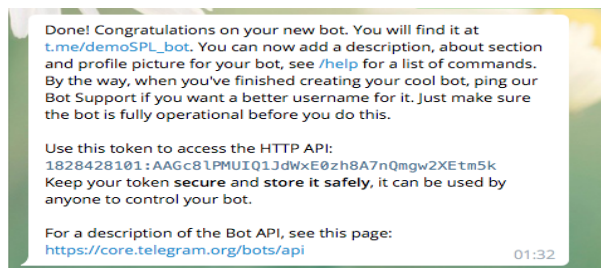 Done! Congratulations on your new bot. You will find it at
t.me/demoSPL_bot. You can now add a description, about section
and profile picture for your bot, see /help for a list of commands.
By the way, when you've finished creating your cool bot, ping our
Bot Support if you want a better username for it. Just make sure
the bot is fully operational before you do this.
Use this token to access the HTTP API:
1828428101:AAGc8lPMUIQ1JdWxE0zh8A7nQmgw2XEtm5k
Keep your token secure and store it safely, it can be used by
anyone to control your bot.
For a description of the Bot API, see this page:
https://core.telegram.org/bots/api
01:32